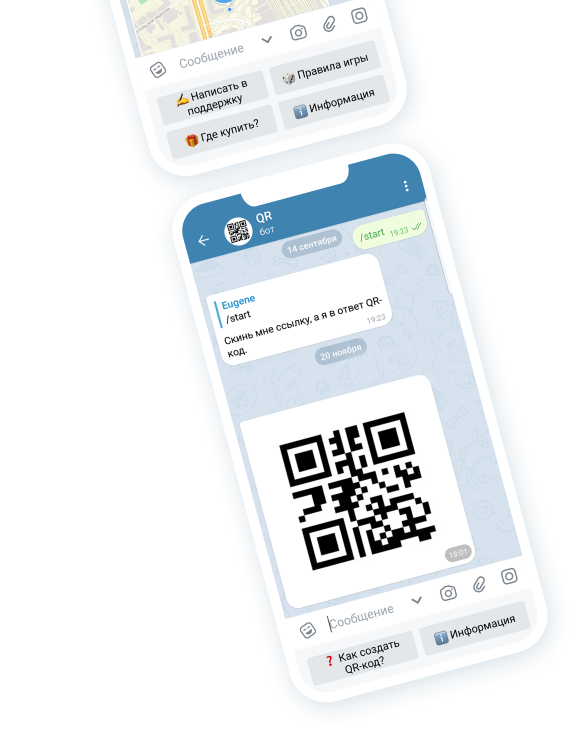 Сообщение
✍️ Написать в
поддержку
🎲 Правила игры
🎁 Где купить?
ℹ️ Информация
QR
бот
14 сентября
/start 19:23
Eugene
/start
Скинь мне ссылку, а я в ответ QR-
код.
19:23
20 ноября
18:01
Сообщение
❓ Как создать
QR-код?
ℹ️ Информация